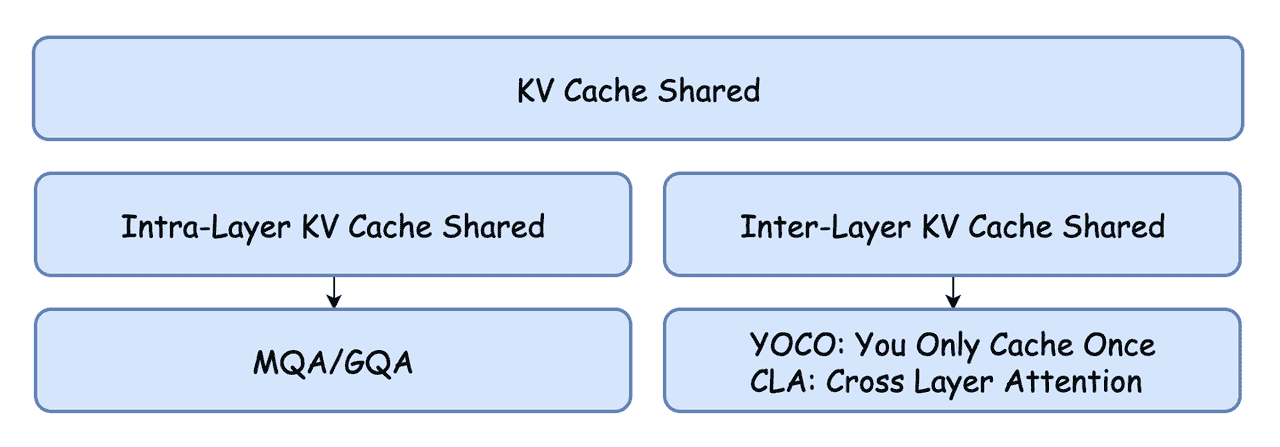 KV Cache Shared
Intra-Layer KV Cache Shared
Inter-Layer KV Cache Shared
MQA/GQA
YOCO: You Only Cache Once
CLA: Cross Layer Attention